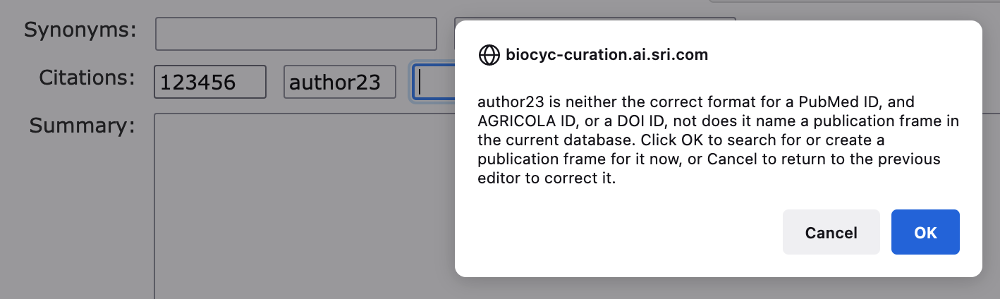 Synonyms:
Citations: 123456 author23
Summary:
biocyc-curation.ai.sri.com
author23 is neither the correct format for a PubMed ID, and
AGRICOLA ID, or a DOI ID, not does it name a publication frame in
the current database. Click OK to search for or create a
publication frame for it now, or Cancel to return to the previous
editor to correct it.
Cancel OK